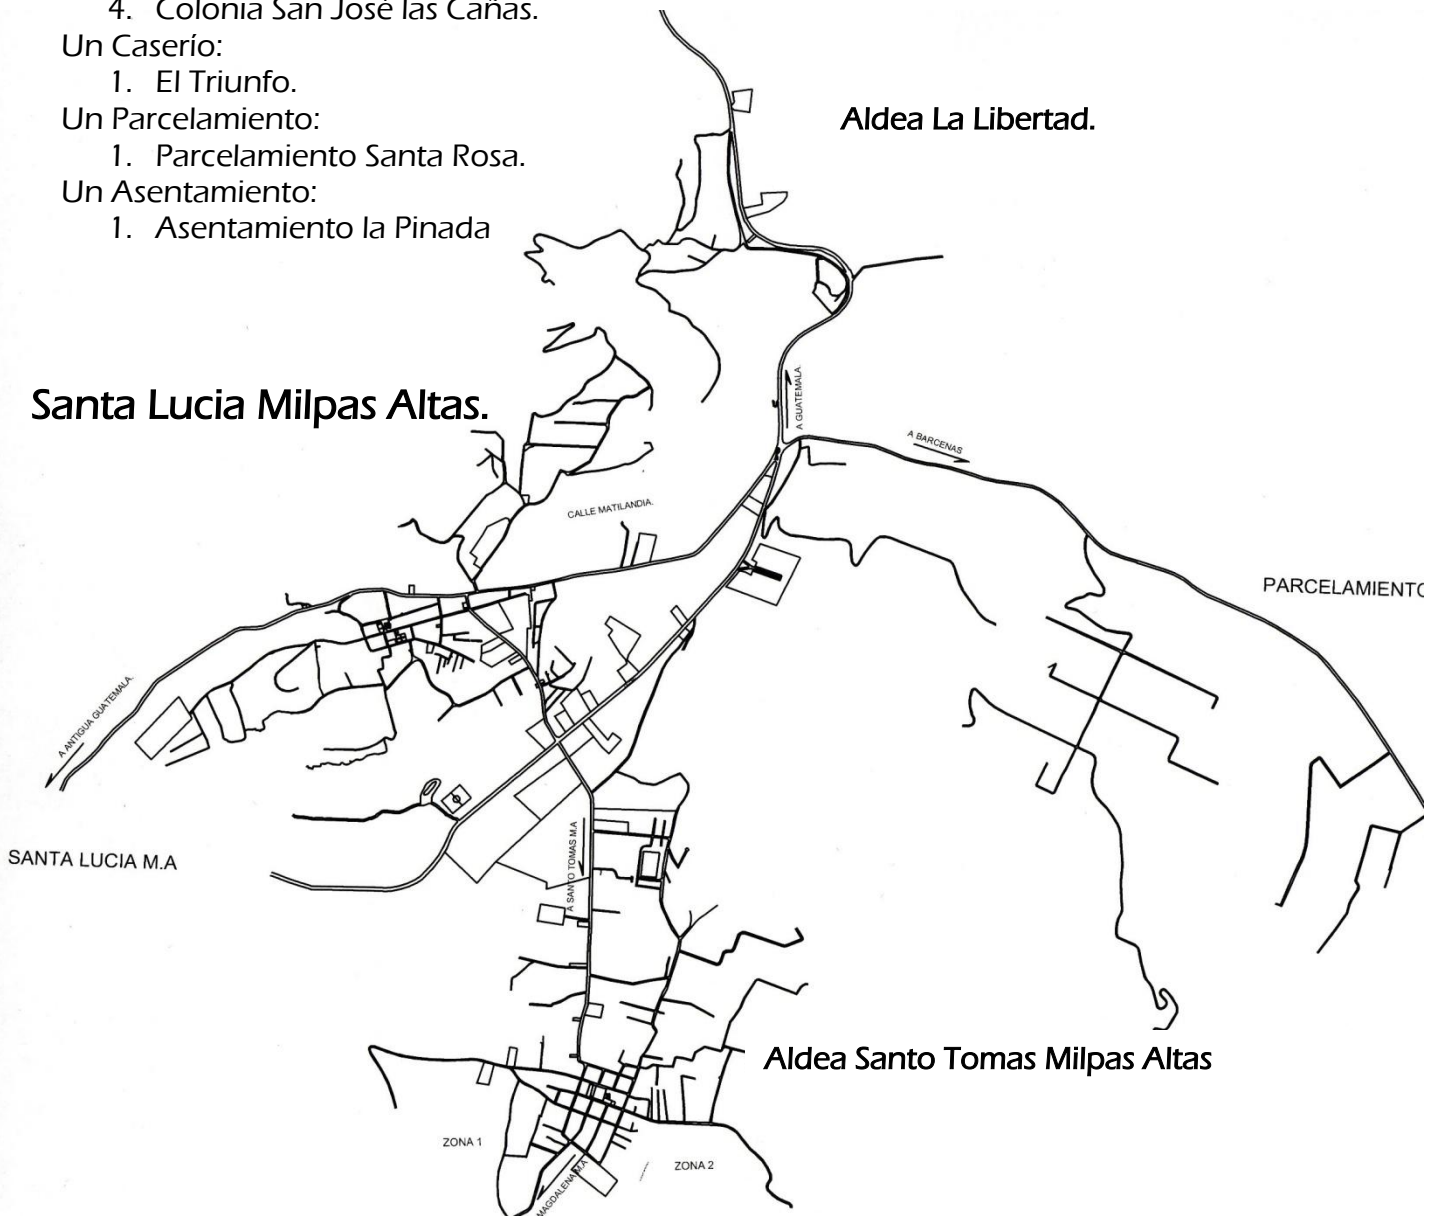 4. Colonia San José las Cañas.
Un Caserío:
1. El Triunfo.
Un Parcelamiento:
1. Parcelamiento Santa Rosa.
Un Asentamiento:
1. Asentamiento la Pinada
Aldea La Libertad.
Santa Lucia Milpas Altas.
A GUATEMALA.
A BARCENAS
CALLE MATILANDIA.
PARCELAMIENTO
A ANTIGUA GUATEMALA.
SANTA LUCIA M.A
A SANTO TOMAS M.A
Aldea Santo Tomas Milpas Altas
ZONA 1
ZONA 2
MAGDALENA M.A